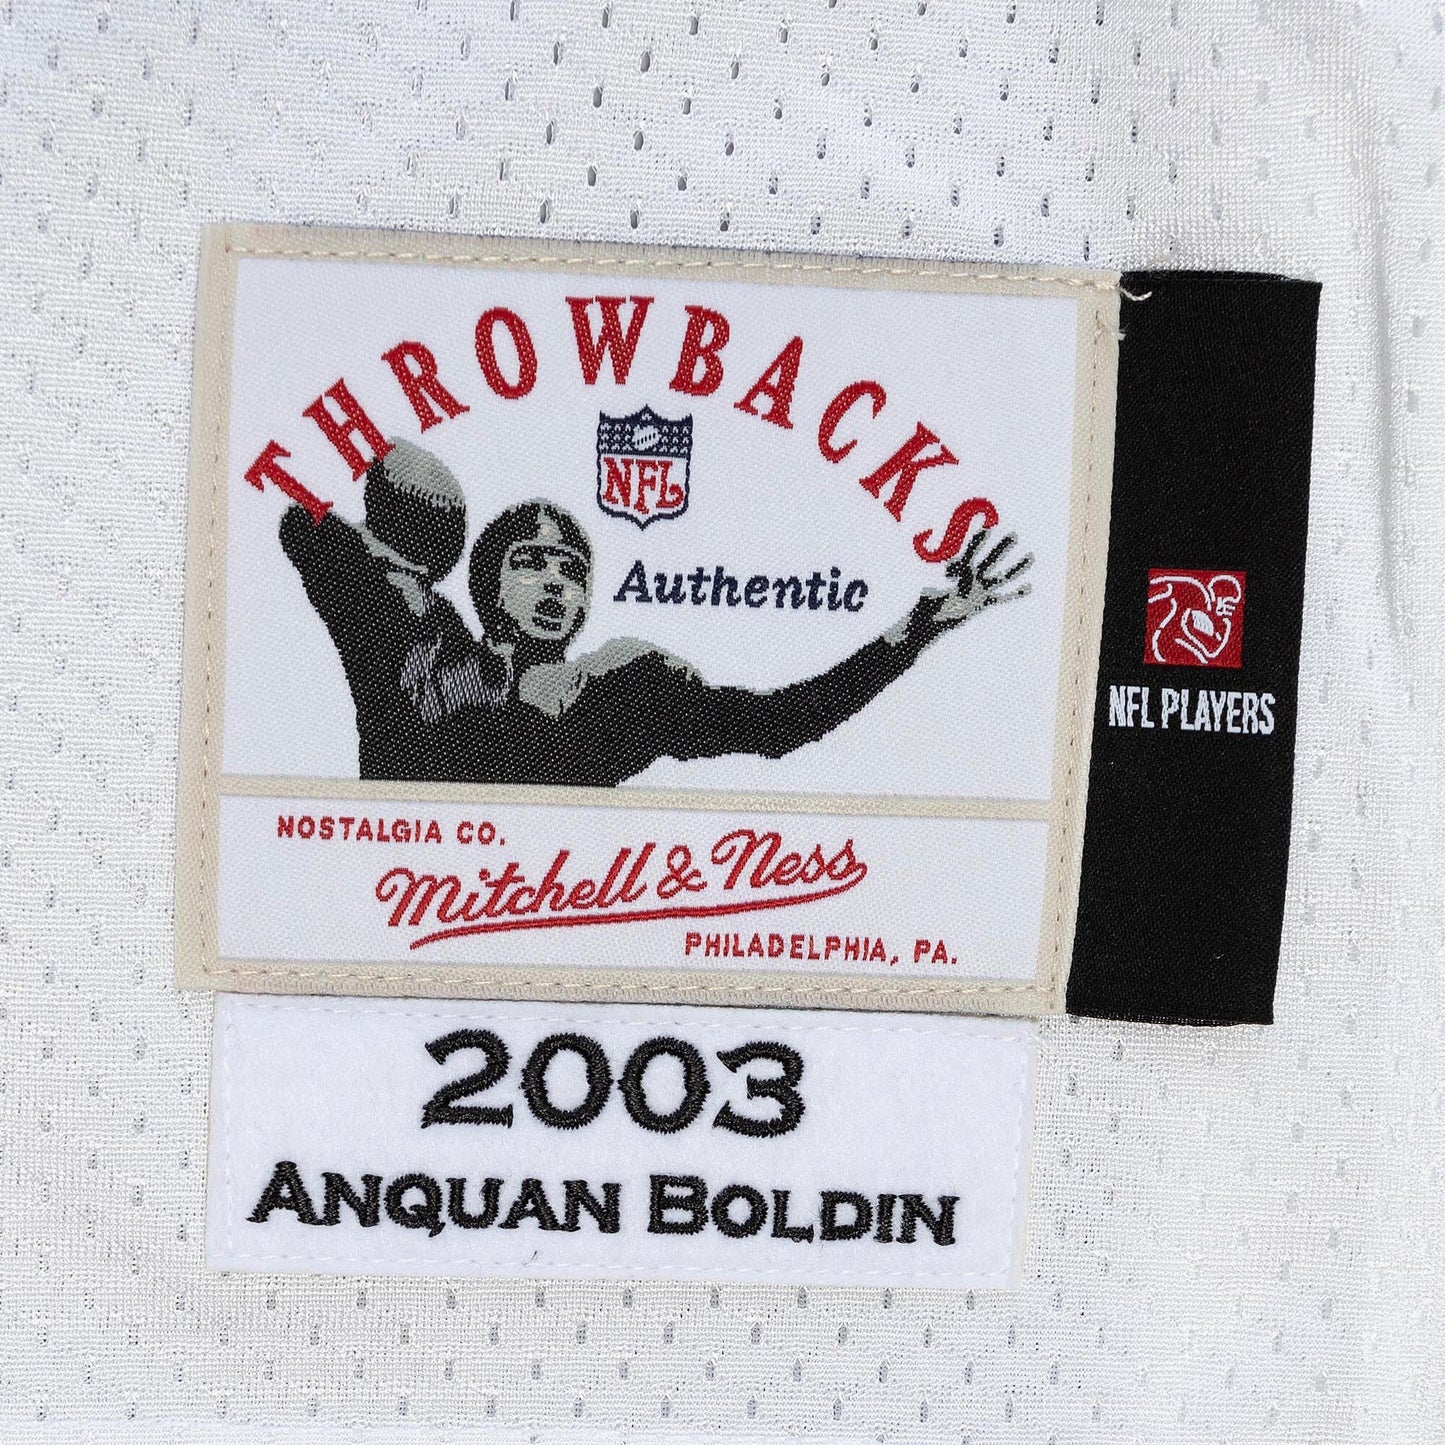 THROWBACKS
NFL
Authentic
NFL PLAYERS
NOSTALGIA CO.
Mitchell & Ness
PHILADELPHIA, PA.
2003
ANQUAN BOLDIN